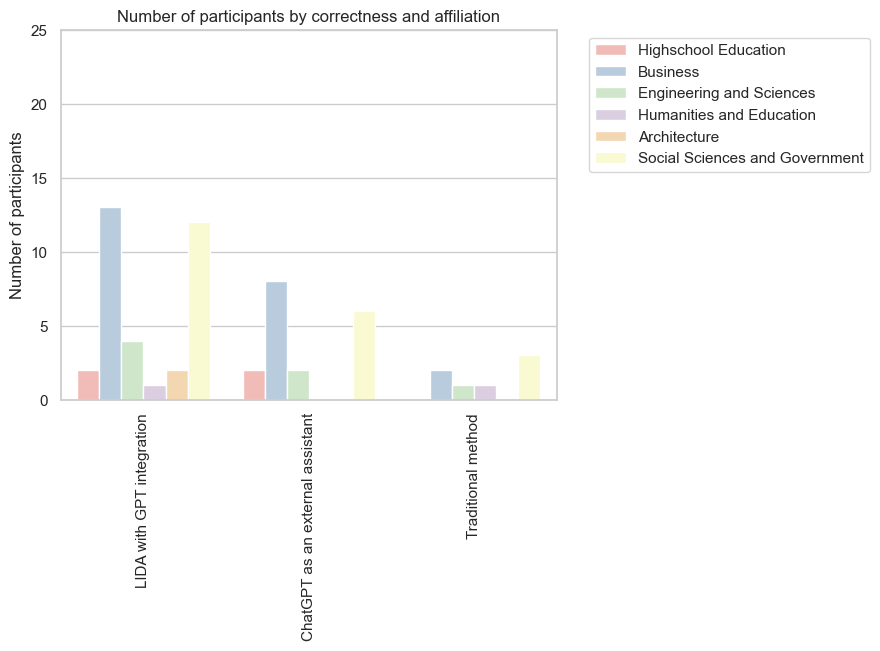 Number of participants by correctness and affiliation
25
20
15
10
5
0
Number of participants
LIDA with GPT integration
ChatGPT as an external assistant
Traditional method
Highschool Education
Business
Engineering and Sciences
Humanities and Education
Architecture
Social Sciences and Government